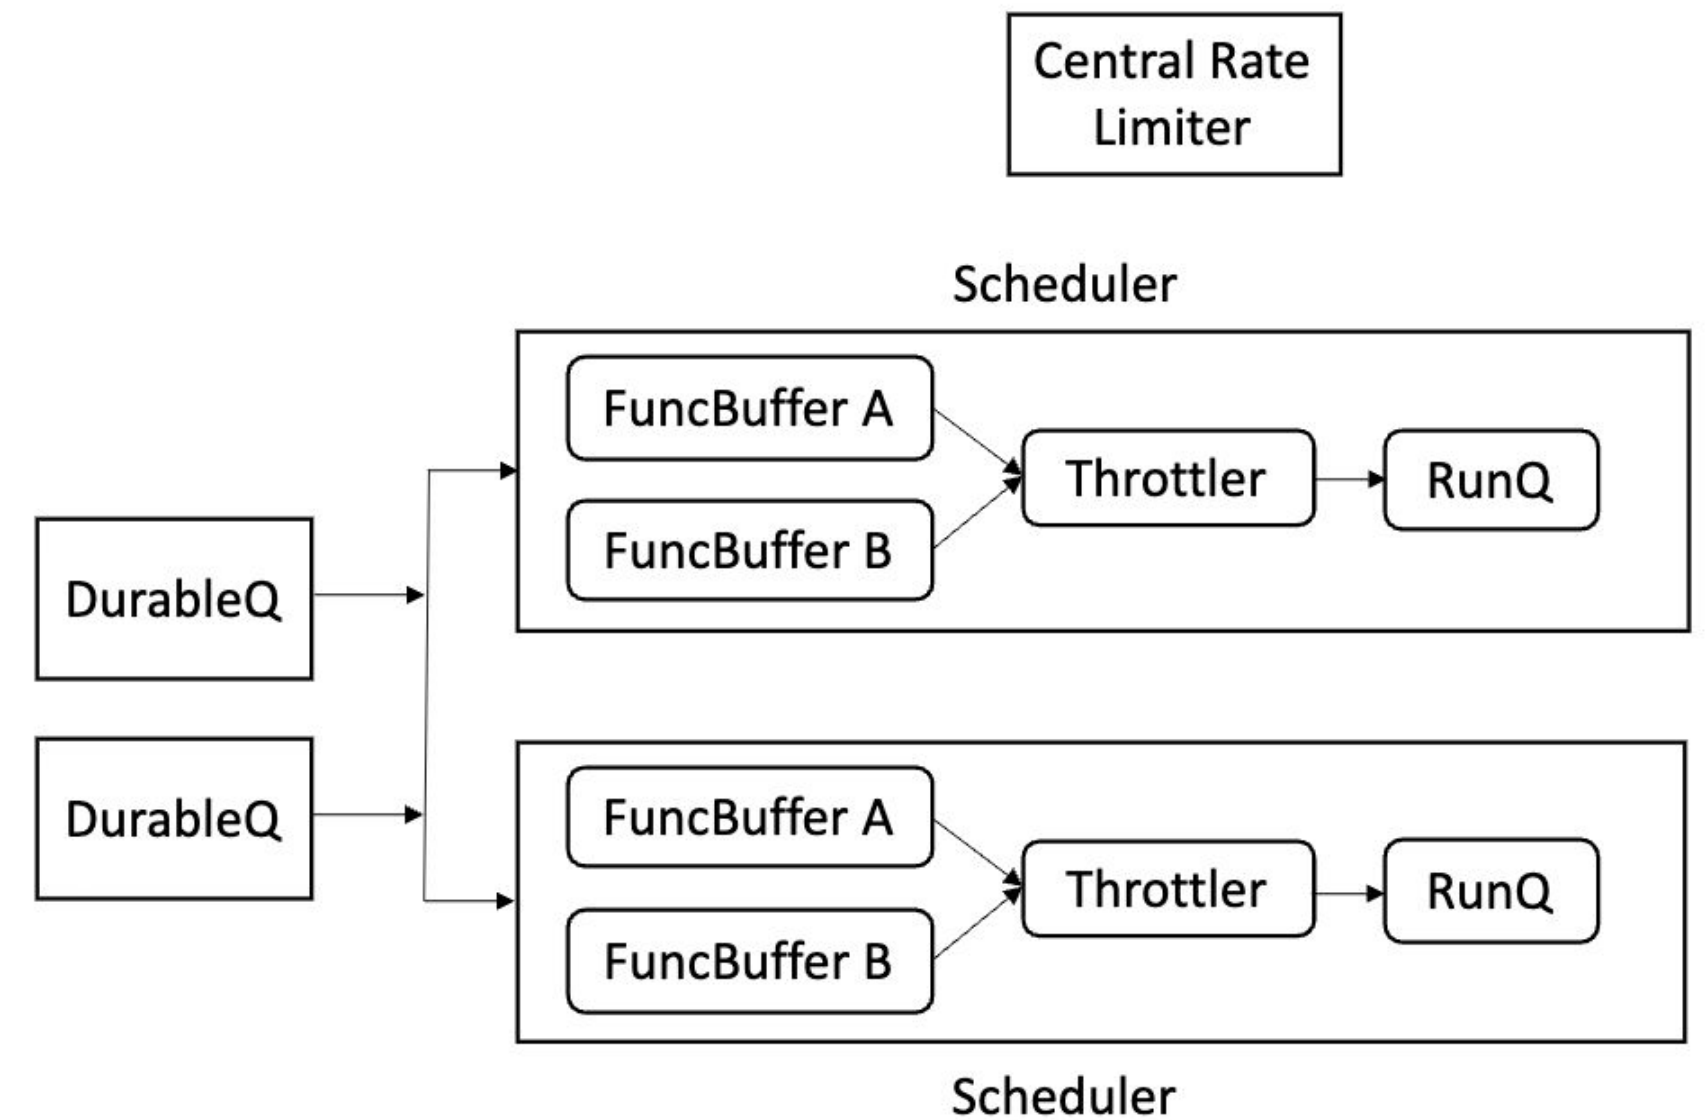 Central Rate
Limiter
Scheduler
FuncBuffer A
FuncBuffer B
Throttler
RunQ
DurableQ
DurableQ
FuncBuffer A
FuncBuffer B
Throttler
RunQ
Scheduler